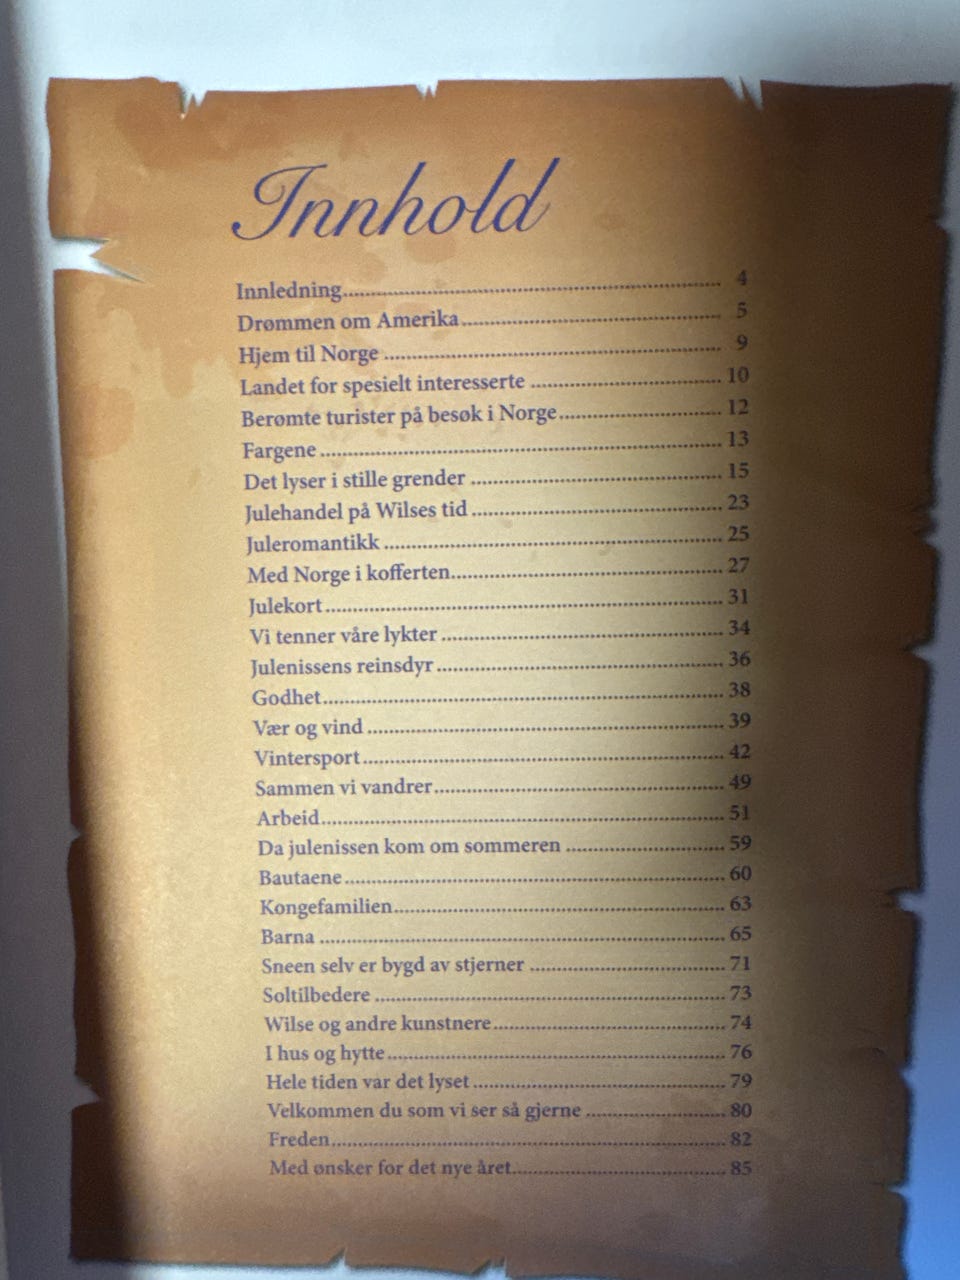 Innhold
Innledning........................................................ 4
Drømmen om Amerika........................................................ 5
Hjem til Norge ........................................................ 9
Landet for spesielt interesserte ........................................ 10
Berømte turister på besøk i Norge.................................. 12
Fargene ........................................................ 13
Det lyser i stille grender ................................................ 15
Julehandel på Wilses tid ................................................ 23
Juleromantikk ........................................................ 25
Med Norge i kofferten.................................................... 27
Julekort........................................................ 31
Vi tenner våre lykter ........................................................ 34
Julenissens reinsdyr........................................................ 36
Godhet........................................................ 38
Vær og vind ........................................................ 39
Vintersport........................................................ 42
Sammen vi vandrer........................................................ 49
Arbeid........................................................ 51
Da julenissen kom om sommeren ................................ 59
Bautaene........................................................ 60
Kongefamilien........................................................ 63
Barna ........................................................ 65
Sneen selv er bygd av stjerner ........................................ 71
Soltilbedere ........................................................ 73
Wilse og andre kunstnere................................................ 74
I hus og hytte........................................................ 76
Hele tiden var det lyset ................................................ 79
Velkommen du som vi ser så gjerne ............................ 80
Freden........................................................ 82
Med ønsker for det nye året............................................ 85